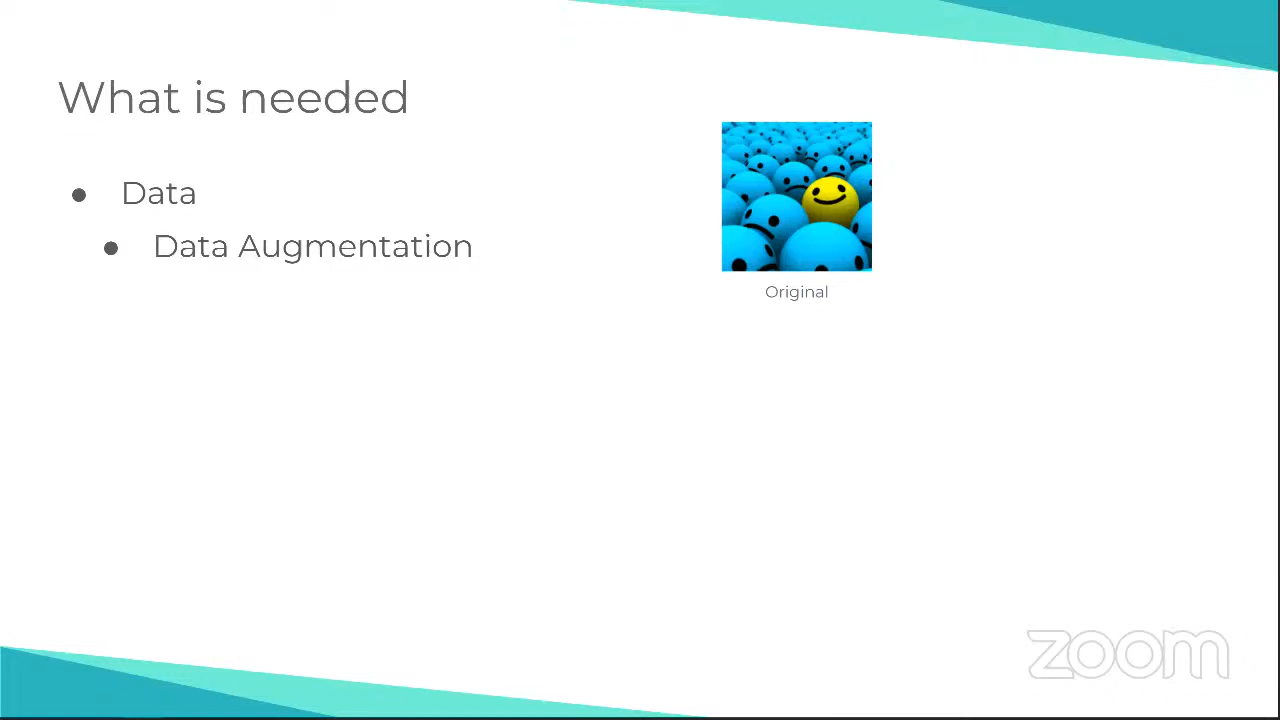 What is needed
● Data
● Data Augmentation
Original
zoom